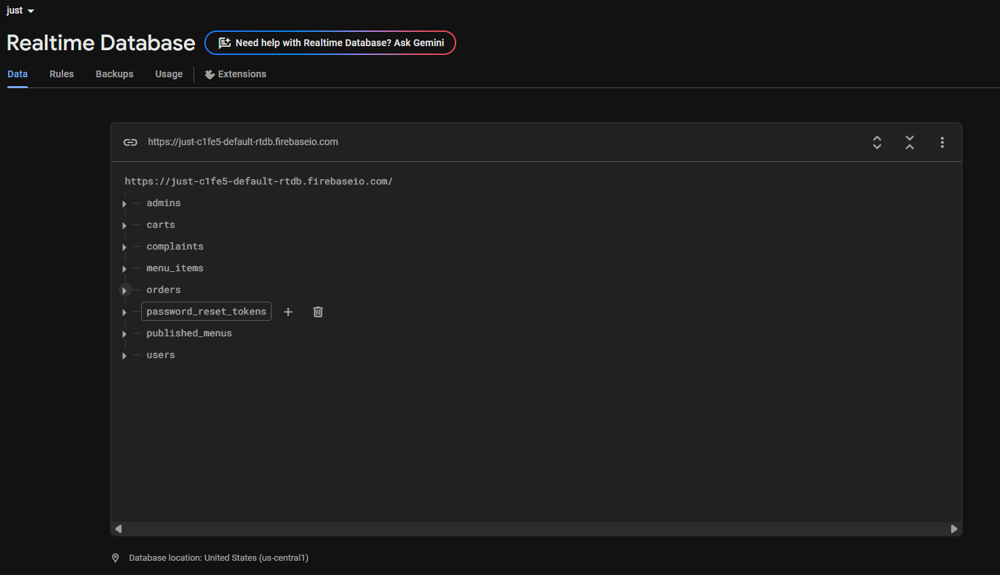 just
Realtime Database
Need help with Realtime Database? Ask Gemini
Data Rules Backups Usage Extensions
https://just-c1fe5-default-rtdb.firebaseio.com
https://just-c1fe5-default-rtdb.firebaseio.com/
admins
carts
complaints
menu_items
orders
password_reset_tokens
published_menus
users
Database location: United States (us-central1)